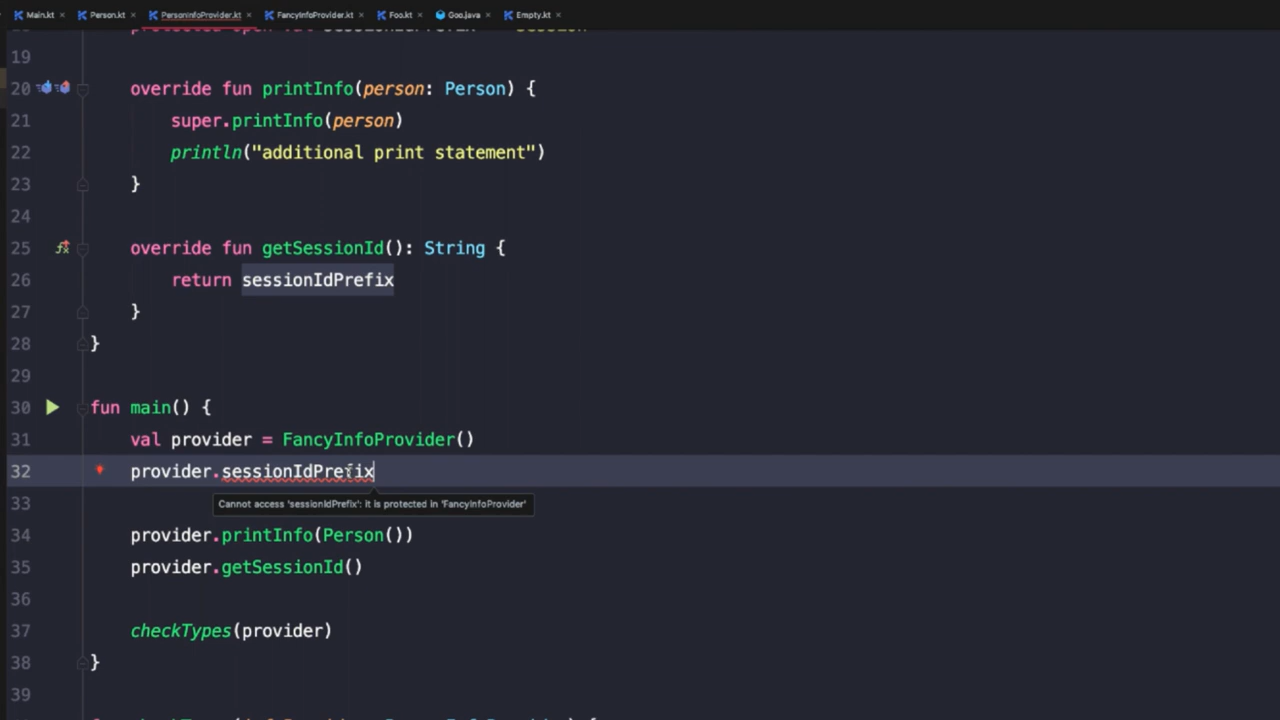 Main.kt × Person.kt × PersonInfoProvider.kt × FancyInfoProvider.kt × Foo.kt × Goo.java × Empty.kt ×
19
20 override fun printInfo(person: Person) {
21 super.printInfo(person)
22 println("additional print statement")
23 }
24
25 override fun getSessionId(): String {
26 return sessionIdPrefix
27 }
28 }
29
30 fun main() {
31 val provider = FancyInfoProvider()
32 provider.sessionIdPrefix
Cannot access 'sessionIdPrefix': it is protected in 'FancyInfoProvider'
33
34 provider.printInfo(Person())
35 provider.getSessionId()
36
37 checkTypes(provider)
38 }
39